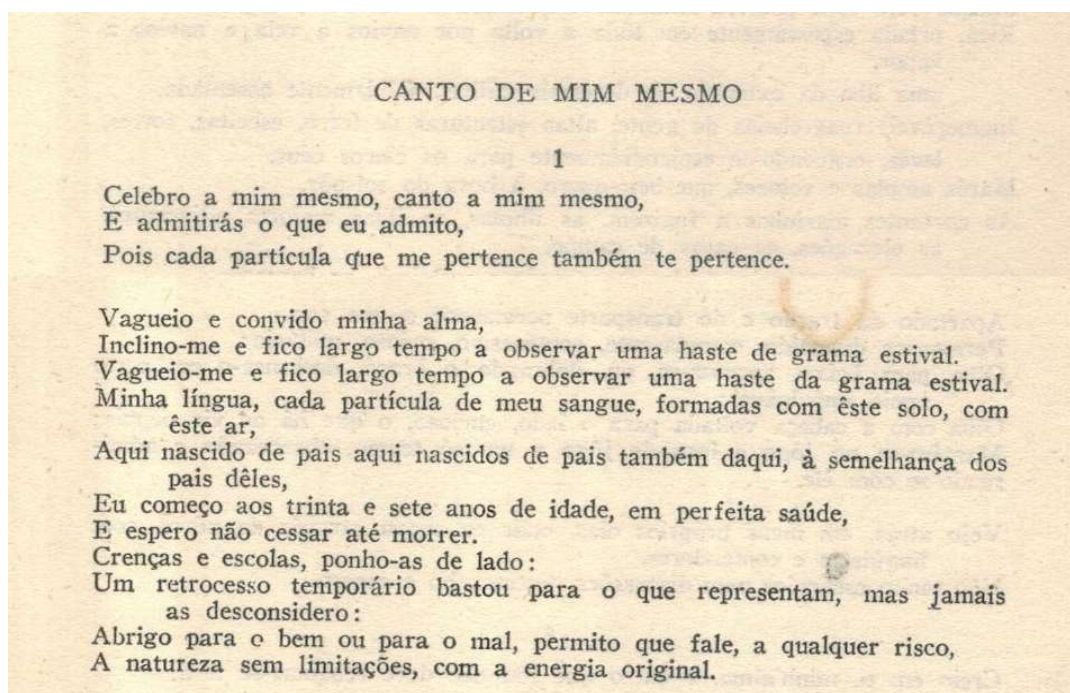 CANTO DE MIM MESMO
1
Celebro a mim mesmo, canto a mim mesmo,
E admitirás o que eu admito,
Pois cada partícula que me pertence também te pertence.
Vagueio e convido minha alma,
Inclino-me e fico largo tempo a observar uma haste de grama estival.
Vagueio-me e fico largo tempo a observar uma haste da grama estival.
Minha língua, cada partícula de meu sangue, formadas com êste solo, com
êste ar,
Aqui nascido de pais aqui nascidos de pais também daqui, à semelhança dos
pais dêles,
Eu começo aos trinta e sete anos de idade, em perfeita saúde,
E espero não cessar até morrer.
Crenças e escolas, ponho-as de lado:
Um retrocesso temporário bastou para o que representam, mas jamais
as desconsidero:
Abrigo para o bem ou para o mal, permito que fale, a qualquer risco,
A natureza sem limitações, com a energia original.